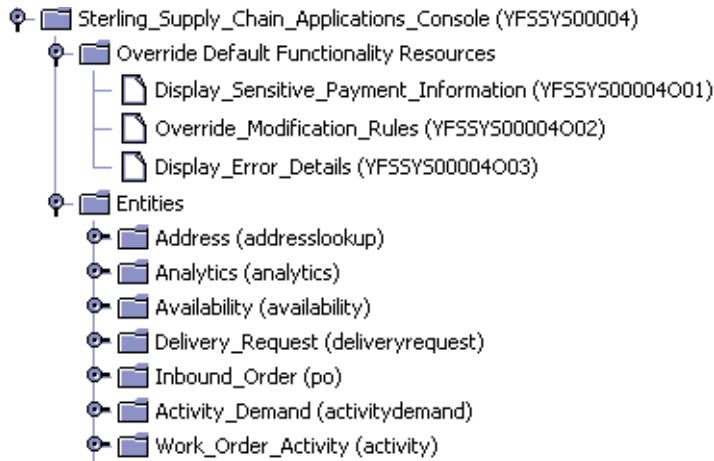 Sterling_Supply_Chain_Applications_Console (YFSSYS00004)
Override Default Functionality Resources
Display_Sensitive_Payment_Information (YFSSYS00004O01)
Override_Modification_Rules (YFSSYS00004O02)
Display_Error_Details (YFSSYS00004O03)
Entities
Address (addresslookup)
Analytics (analytics)
Availability (availability)
Delivery_Request (deliveryrequest)
Inbound_Order (po)
Activity_Demand (activitydemand)
Work_Order_Activity (activity)